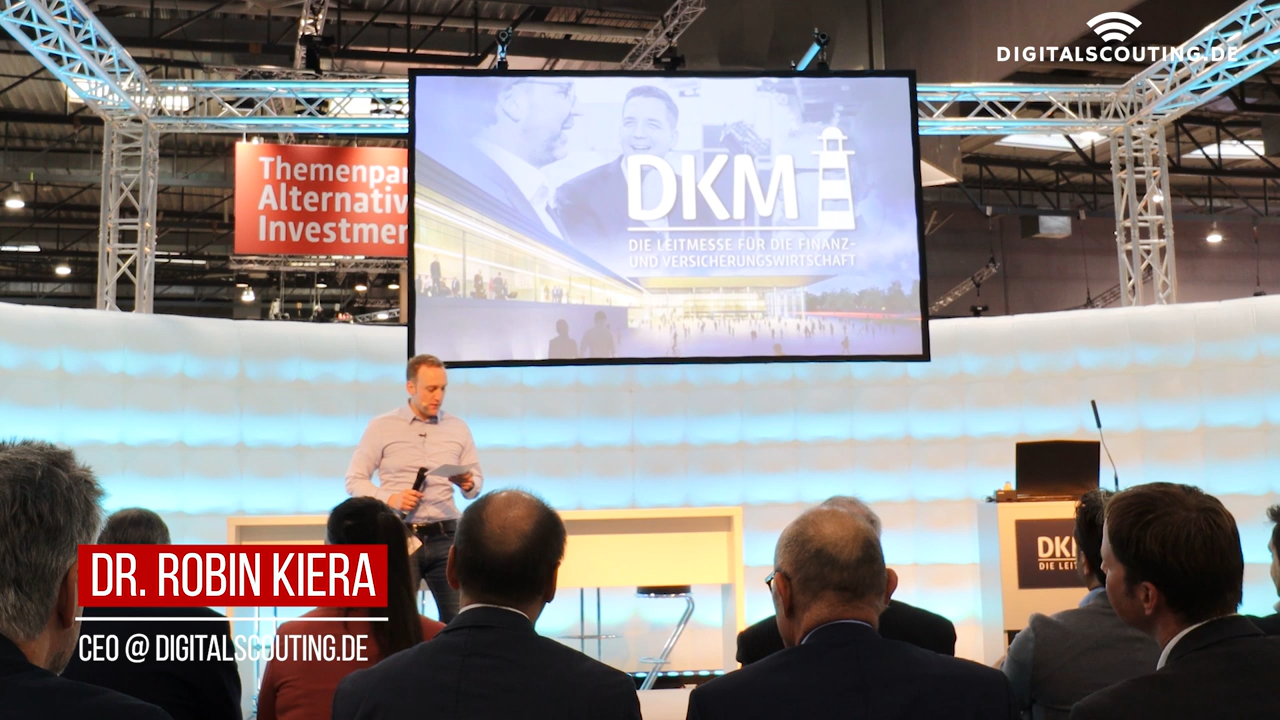 DIGITALSCOUTING.DE
Themenpar
Alternativ
Investmen
DKM
DIE LEITMESSE FÜR DIE FINANZ-
UND VERSICHERUNGSWIRTSCHAFT
DKM
DIE LEIT
DR. ROBIN KIERA
CEO @ DIGITALSCOUTING.DE